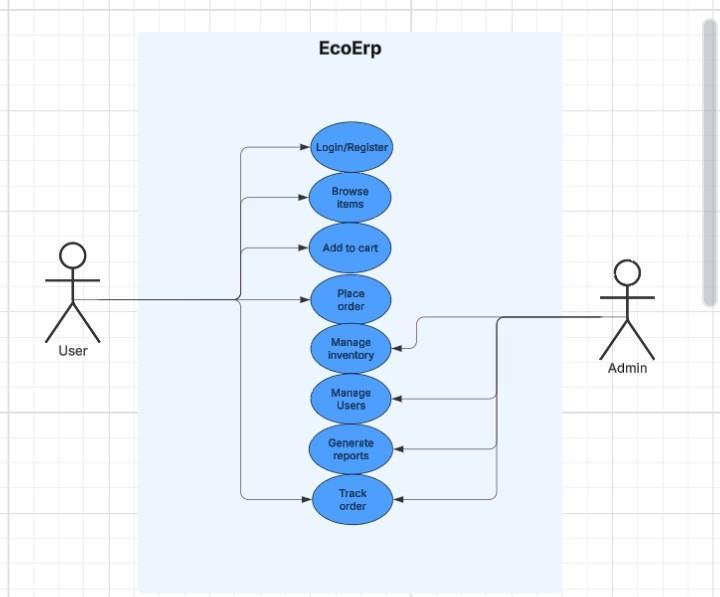 EcoErp
Login/Register
Browse
items
Add to cart
Place
order
Manage
inventory
Manage
Users
Generate
reports
Track
order
User
Admin